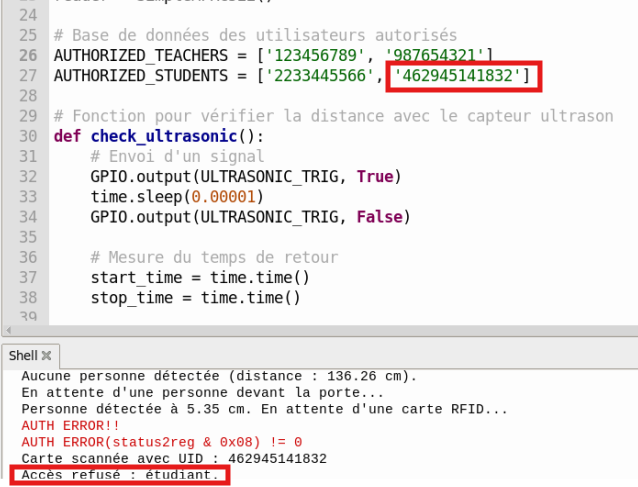 24
25 # Base de données des utilisateurs autorisés
26 AUTHORIZED_TEACHERS = ['123456789', '987654321']
27 AUTHORIZED_STUDENTS = ['2233445566', '462945141832']
28
29 # Fonction pour vérifier la distance avec le capteur ultrason
30 def check_ultrasonic():
31 # Envoi d'un signal
32 GPIO.output(ULTRASONIC_TRIG, True)
33 time.sleep(0.00001)
34 GPIO.output(ULTRASONIC_TRIG, False)
35
36 # Mesure du temps de retour
37 start_time = time.time()
38 stop_time = time.time()
39
Shell
Aucune personne détectée (distance : 136.26 cm).
En attente d'une personne devant la porte...
Personne détectée à 5.35 cm. En attente d'une carte RFID...
AUTH ERROR!!
AUTH ERROR(status2reg & 0x08) != 0
Carte scannée avec UID : 462945141832
Accès refusé : étudiant.